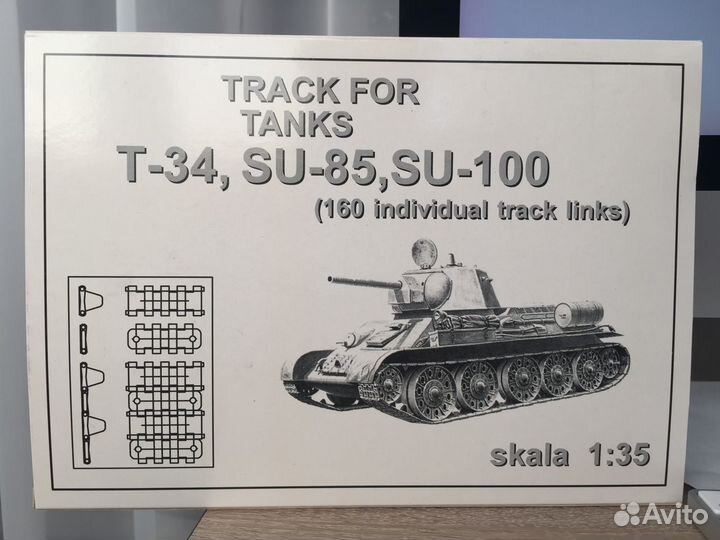 TRACK FOR
TANKS
T-34, SU-85,SU-100
(160 individual track links)
skala 1:35
Avito